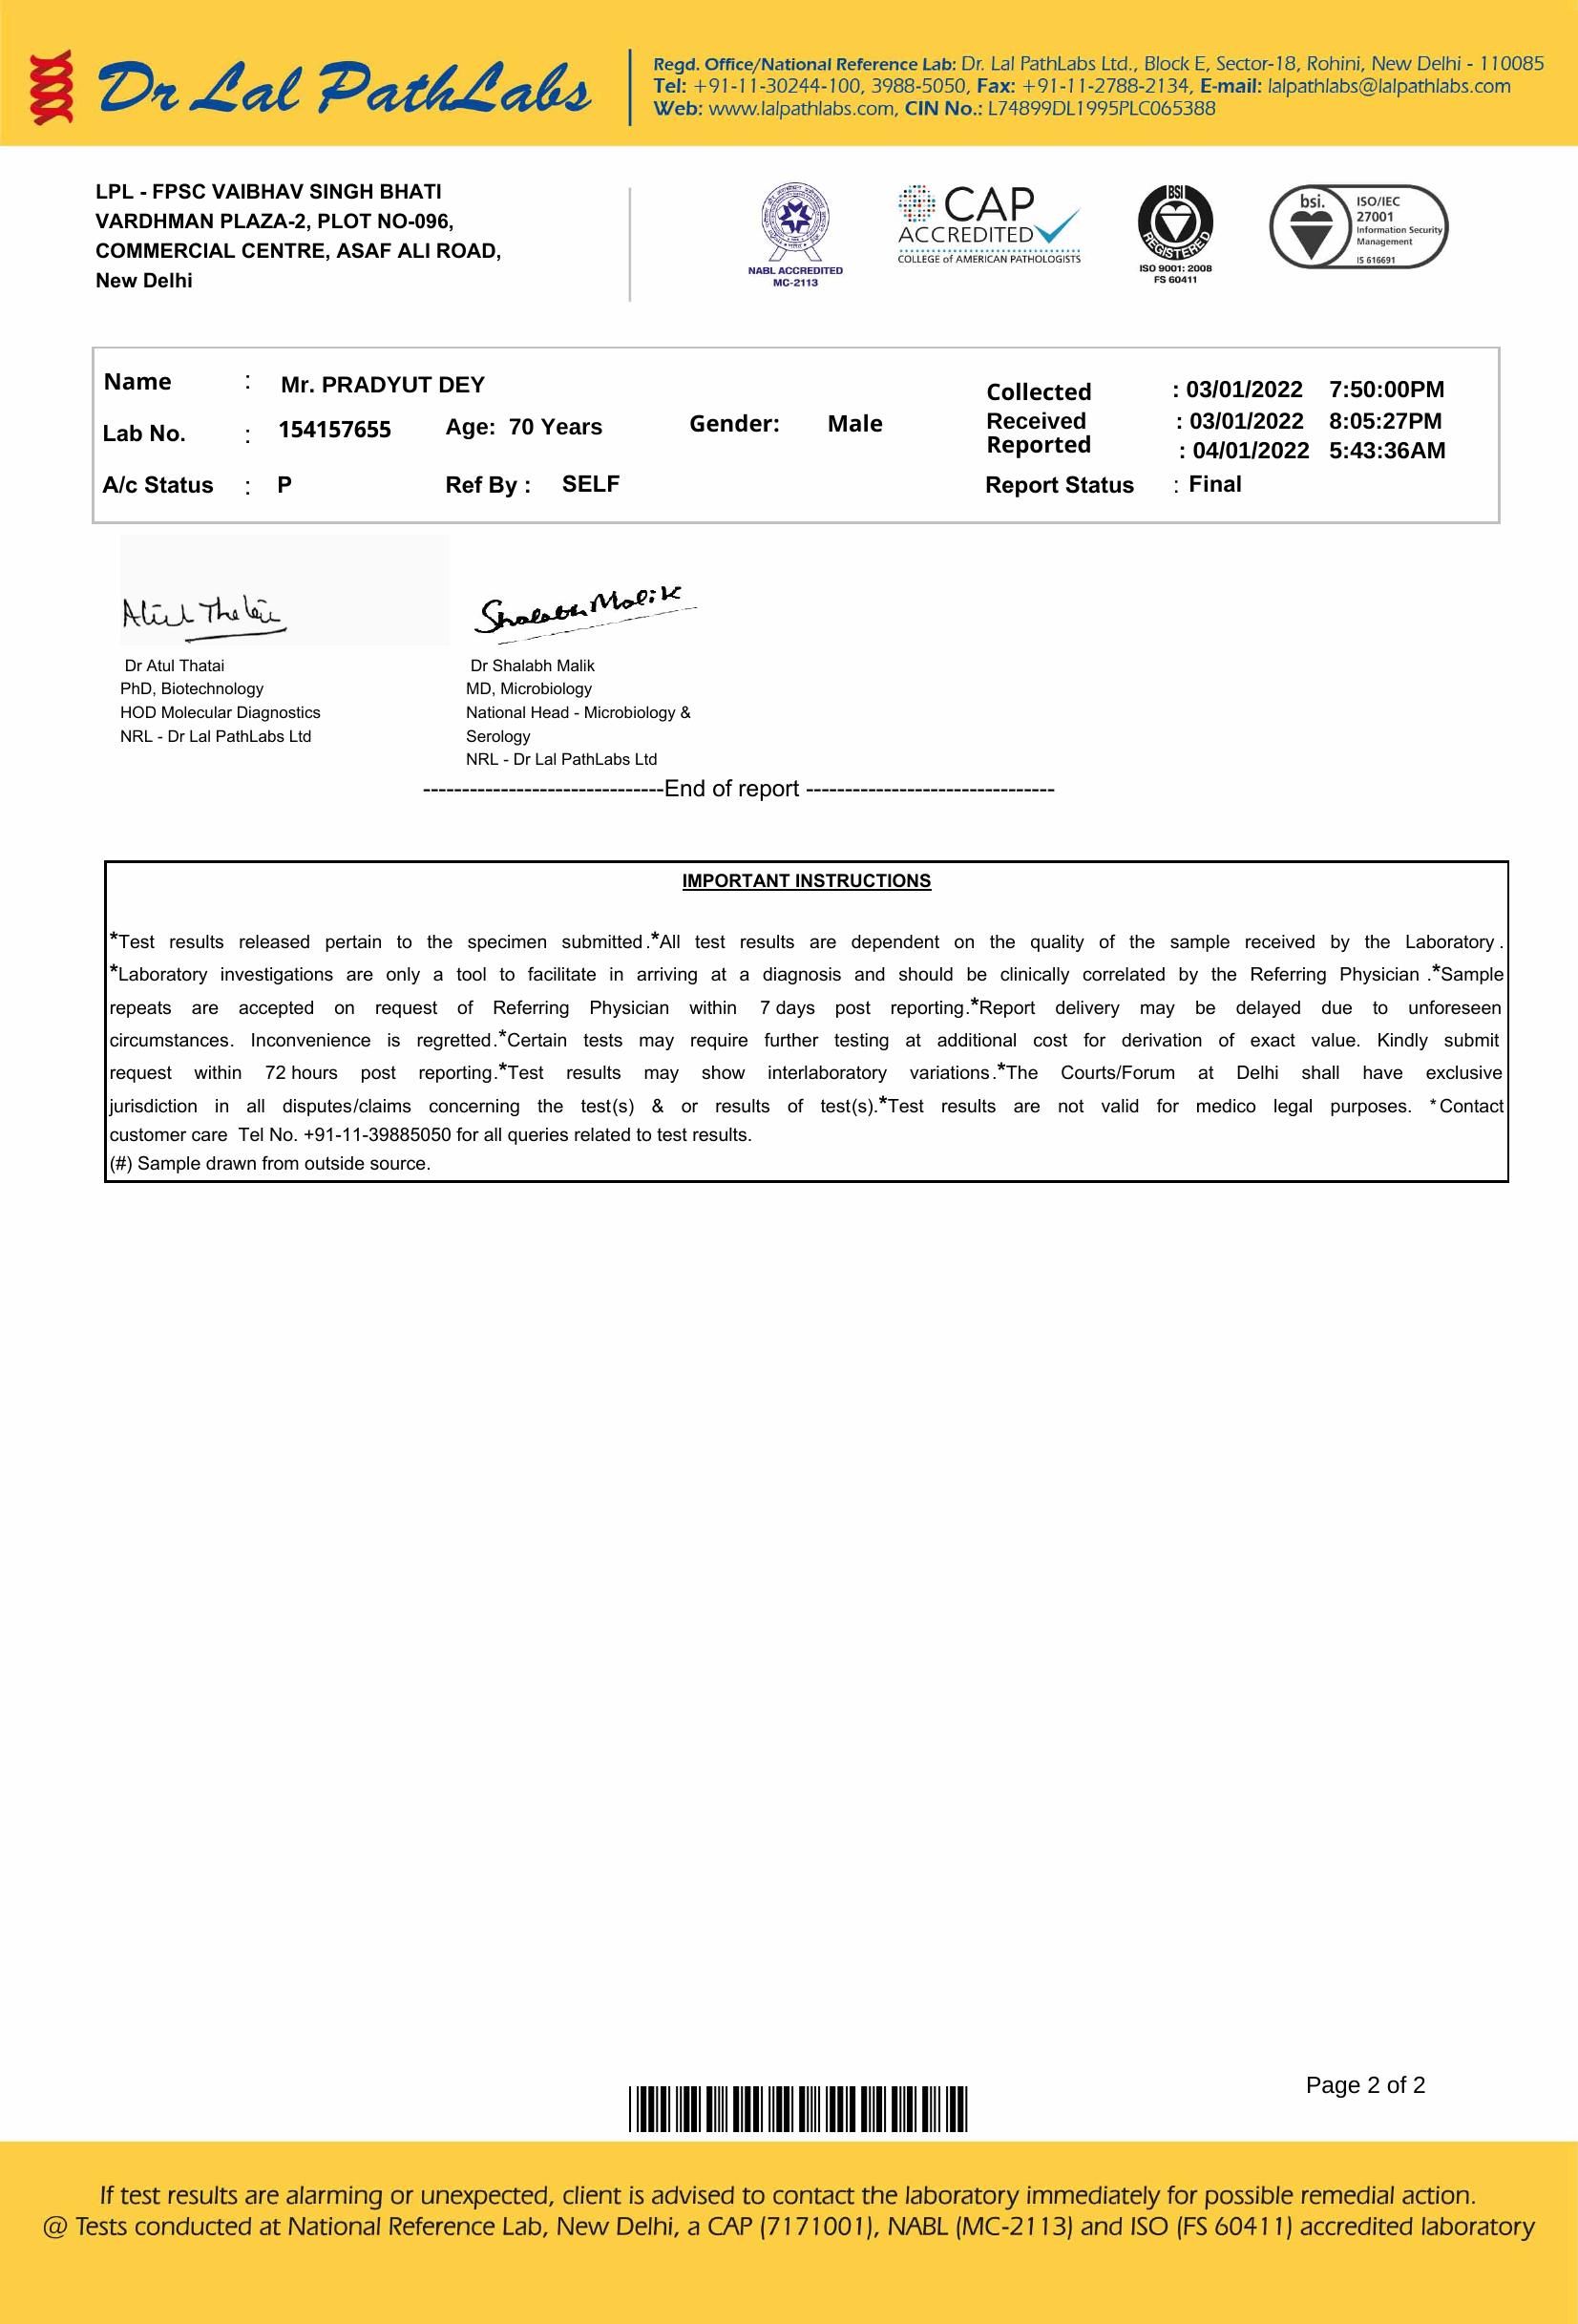 Dr Lal PathLabs
Regd. Office/National Reference Lab: Dr. Lal PathLabs Ltd., Block E, Sector-18, Rohini, New Delhi - 110085
Tel: +91-11-30244-100, 3988-5050, Fax: +91-11-2788-2134, E-mail: lalpathlabs@lalpathlabs.com
Web: www.lalpathlabs.com, CIN No.: L74899DL1995PLC065388
LPL - FPSC VAIBHAV SINGH BHATI
VARDHMAN PLAZA-2, PLOT NO-096,
COMMERCIAL CENTRE, ASAF ALI ROAD,
New Delhi
NABL ACCREDITED
MC-2113
CAP
ACCREDITED
COLLEGE of AMERICAN PATHOLOGISTS
BSI
REGISTERED
ISO 9001: 2008
FS 60411
bsi.
ISO/IEC
27001
Information Security
Management
IS 616691
Name : Mr. PRADYUT DEY
Collected : 03/01/2022 7:50:00PM
Lab No. : 154157655 Age: 70 Years Gender: Male
Received : 03/01/2022 8:05:27PM
Reported : 04/01/2022 5:43:36AM
A/c Status : P Ref By : SELF
Report Status : Final
Atul Thatai
Shalabh Malik
Dr Atul Thatai
PhD, Biotechnology
HOD Molecular Diagnostics
NRL - Dr Lal PathLabs Ltd
Dr Shalabh Malik
MD, Microbiology
National Head - Microbiology &
Serology
NRL - Dr Lal PathLabs Ltd
-------------------------------End of report --------------------------------
IMPORTANT INSTRUCTIONS
*Test results released pertain to the specimen submitted.*All test results are dependent on the quality of the sample received by the Laboratory .
*Laboratory investigations are only a tool to facilitate in arriving at a diagnosis and should be clinically correlated by the Referring Physician .*Sample
repeats are accepted on request of Referring Physician within 7 days post reporting.*Report delivery may be delayed due to unforeseen
circumstances. Inconvenience is regretted.*Certain tests may require further testing at additional cost for derivation of exact value. Kindly submit
request within 72 hours post reporting.*Test results may show interlaboratory variations.*The Courts/Forum at Delhi shall have exclusive
jurisdiction in all disputes/claims concerning the test(s) & or results of test(s).*Test results are not valid for medico legal purposes. *Contact
customer care Tel No. +91-11-39885050 for all queries related to test results.
(#) Sample drawn from outside source.
Page 2 of 2
If test results are alarming or unexpected, client is advised to contact the laboratory immediately for possible remedial action.
@ Tests conducted at National Reference Lab, New Delhi, a CAP (7171001), NABL (MC-2113) and ISO (FS 60411) accredited laboratory